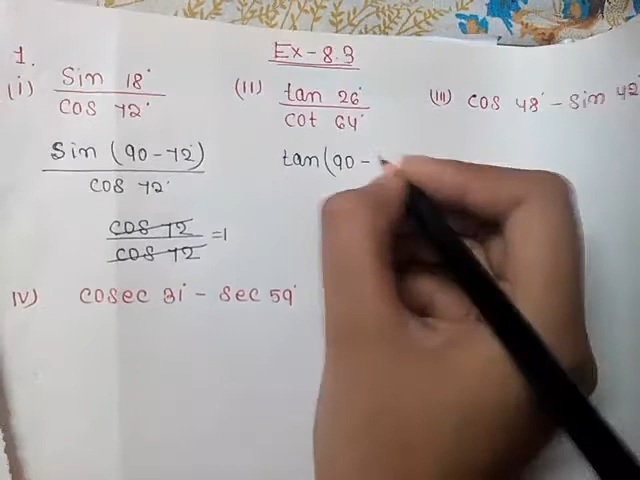 Ex-8.3
1.
(i) Sin 18° / COS 72°
(II) tan 26° / cot 64°
(III) cos 48° - Sin 42
Sin (90-72) / cos 72°
tan(90-
cos 72 / cos 72 = 1
IV) cosec 31° - Sec 59°